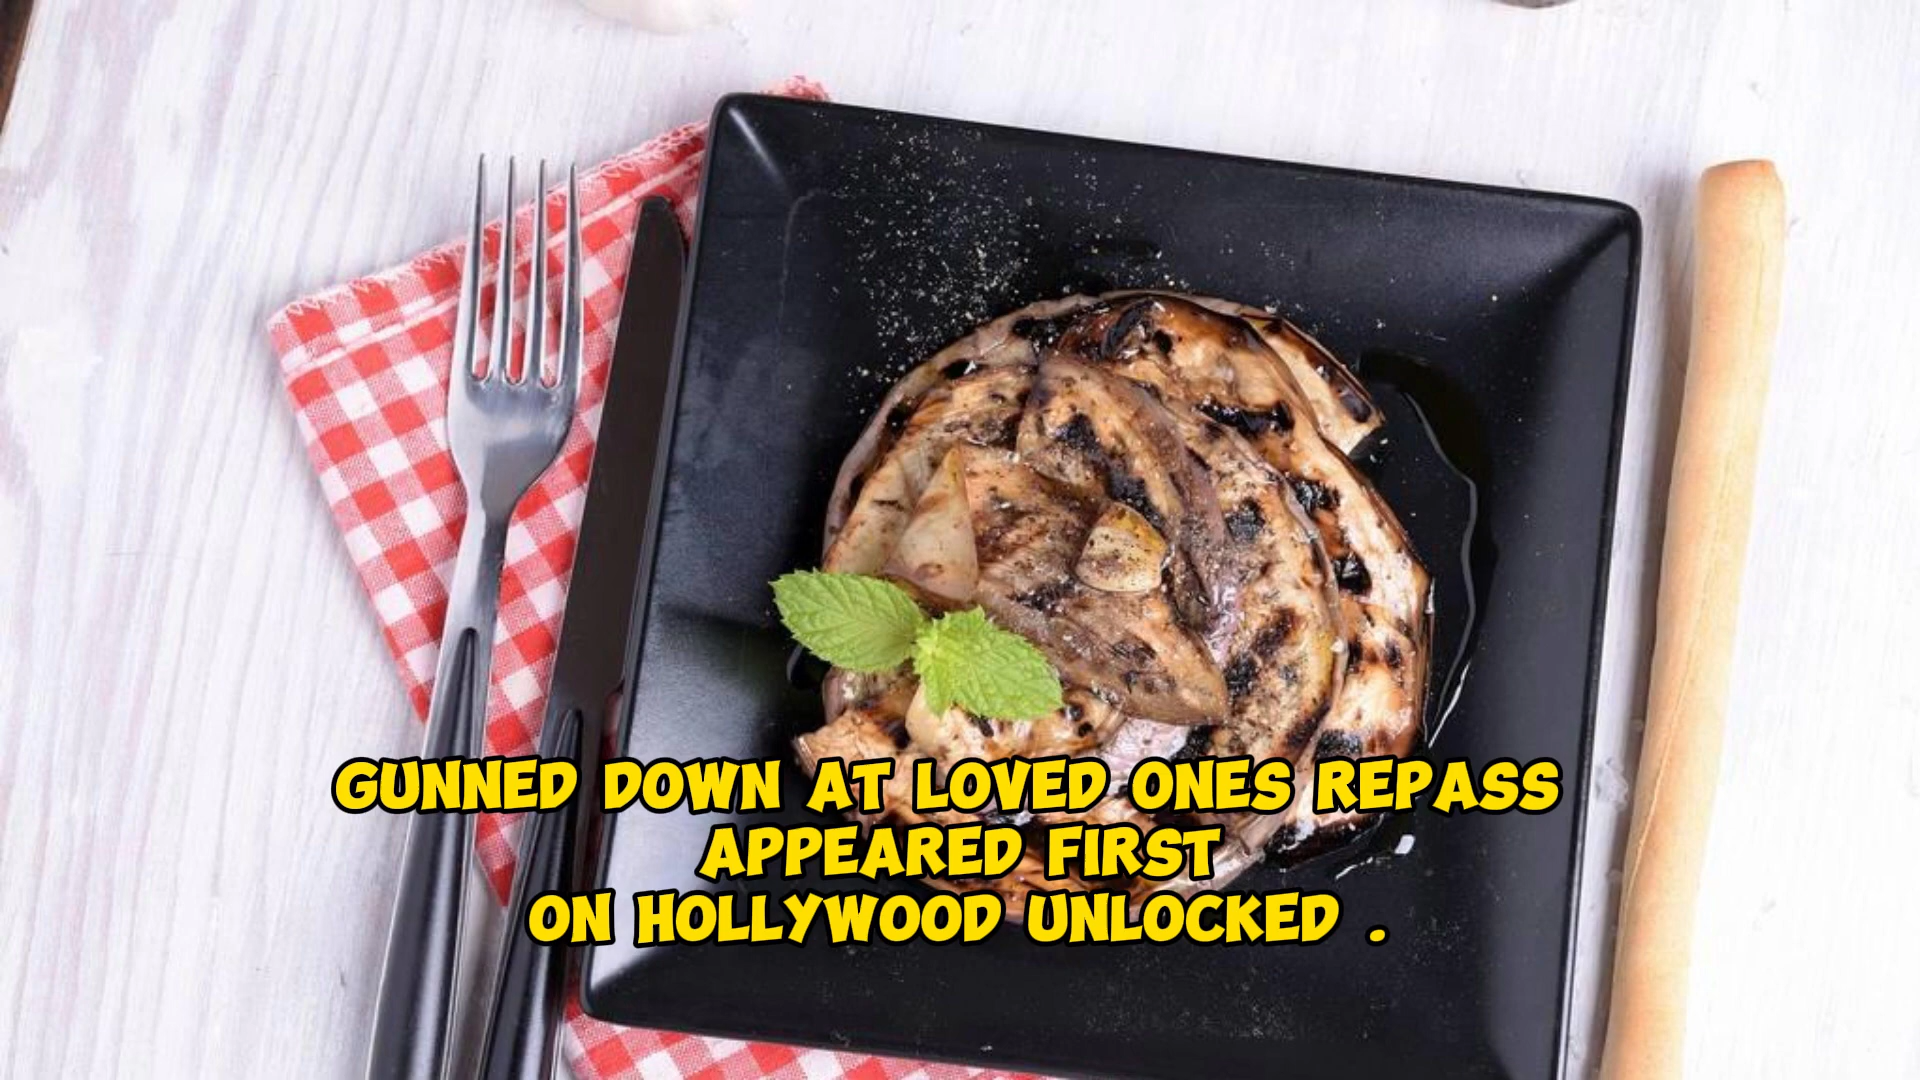 GUNNED DOWN AT LOVED ONES REPASS
APPEARED FIRST
ON HOLLYWOOD UNLOCKED .